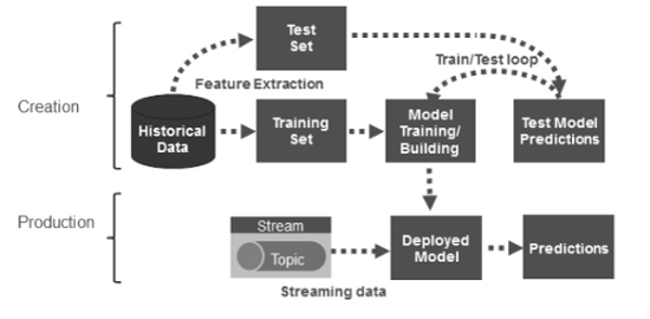 Test
Set
Train/Test loop
Feature Extraction
Creation
Historical
Data
Training
Set
Model
Training/
Building
Test Model
Predictions
Production
Stream
Topic
Deployed
Model
Predictions
Streaming data